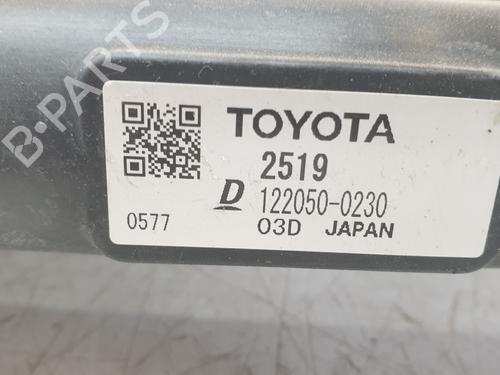 B-PARTS
TOYOTA
2519
D 122050-0230
0577 03D JAPAN